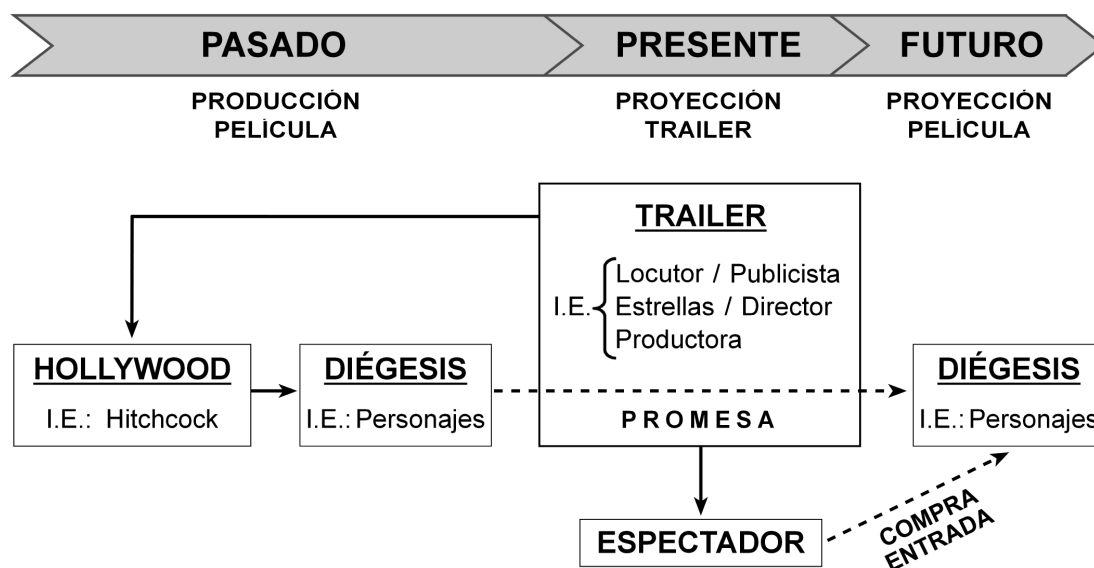 PASADO
PRESENTE
FUTURO
PRODUCCIÓN
PELÍCULA
PROYECCIÓN
TRAILER
PROYECCIÓN
PELÍCULA
TRAILER
I.E.
Locutor / Publicista
Estrellas / Director
Productora
PROMESA
HOLLYWOOD
I.E.: Hitchcock
DIÉGESIS
I.E.: Personajes
DIÉGESIS
I.E.: Personajes
ESPECTADOR
COMPRA
ENTRADA